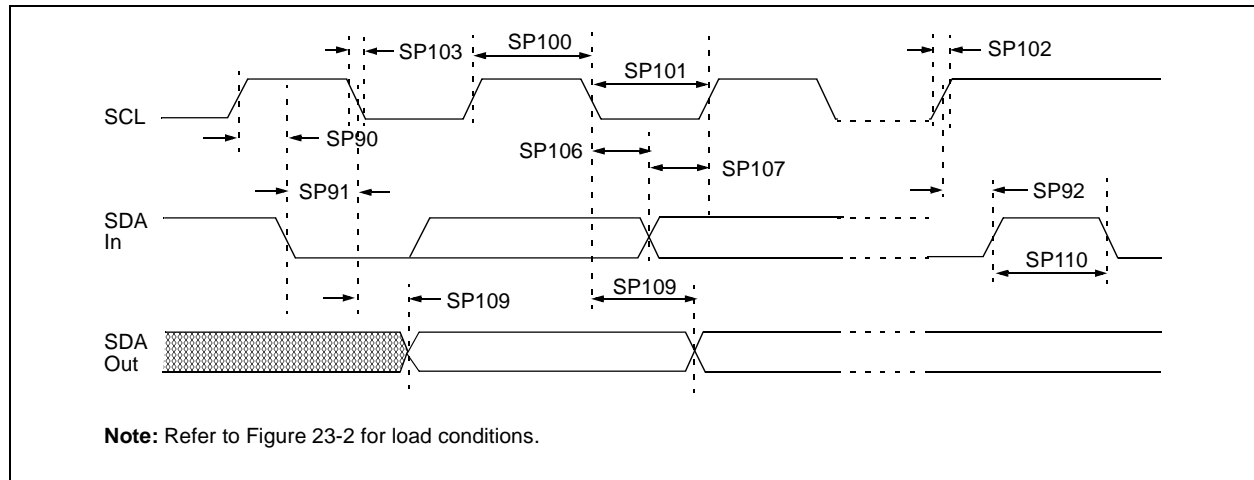 SP103
SP100
SP101
SP102
SCL
SP90
SP106
SP107
SP91
SP92
SDA
In
SP110
SP109
SP109
SDA
Out
Note: Refer to Figure 23-2 for load conditions.